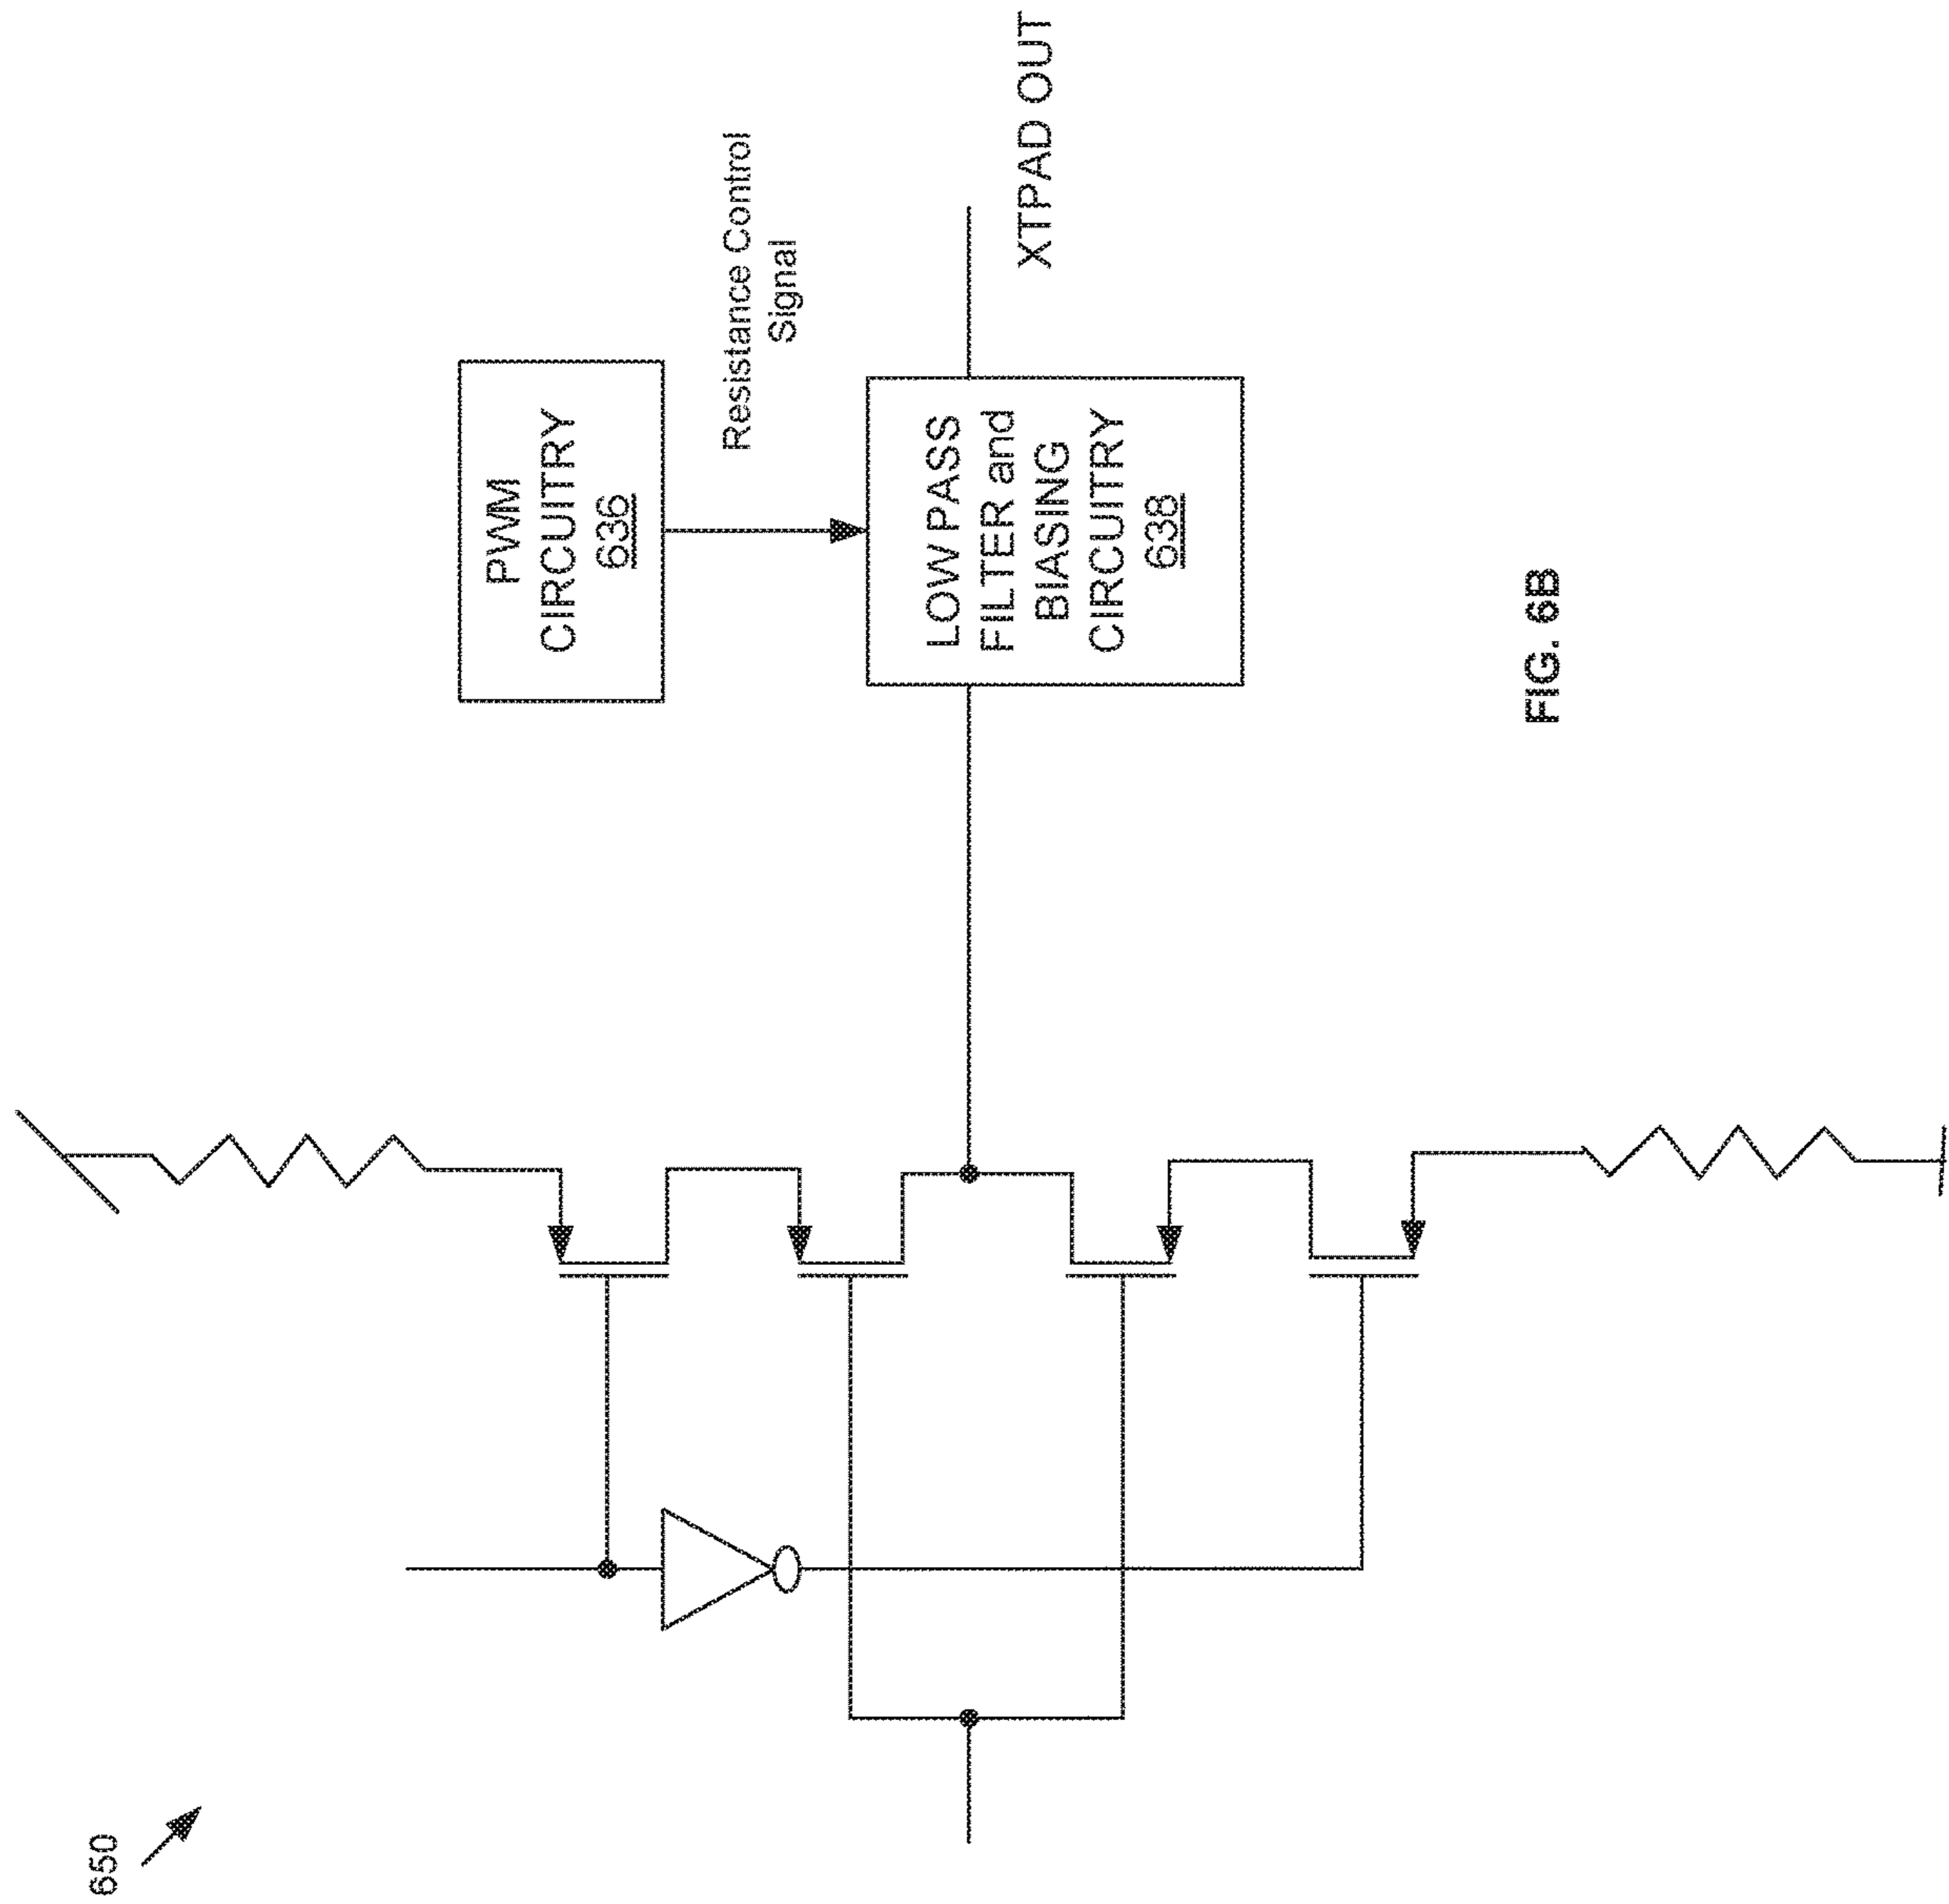 650
PWM
CIRCUITRY
636
Resistance Control
Signal
LOW PASS
FILTER and
BIASING
CIRCUITRY
638
XTPAD OUT
FIG. 6B